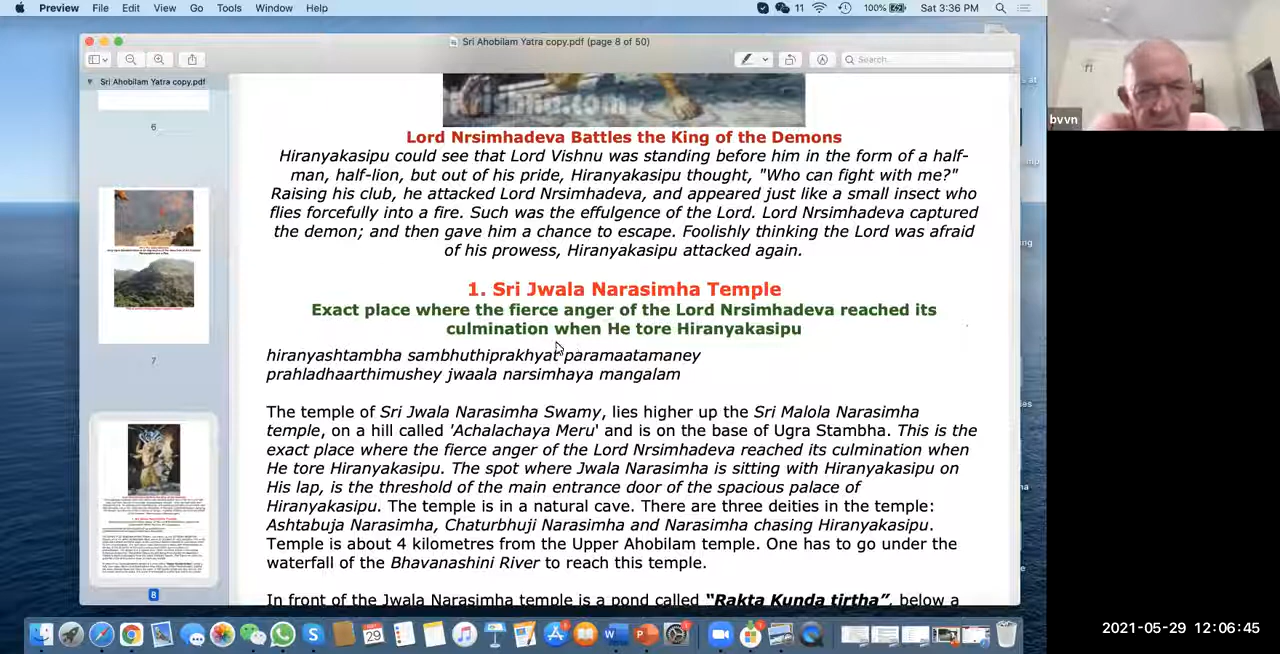 Preview File Edit View Go Tools Window Help
11 100% Sat 3:36 PM
Sri Ahobilam Yatra copy.pdf (page 8 of 50)
Search
Sri Ahobilam Yatra copy.pdf
6
7
8
Krishna.com
Lord Nrsimhadeva Battles the King of the Demons
Hiranyakasipu could see that Lord Vishnu was standing before him in the form of a half-
man, half-lion, but out of his pride, Hiranyakasipu thought, "Who can fight with me?"
Raising his club, he attacked Lord Nrsimhadeva, and appeared just like a small insect who
flies forcefully into a fire. Such was the effulgence of the Lord. Lord Nrsimhadeva captured
the demon; and then gave him a chance to escape. Foolishly thinking the Lord was afraid
of his prowess, Hiranyakasipu attacked again.
1. Sri Jwala Narasimha Temple
Exact place where the fierce anger of the Lord Nrsimhadeva reached its
culmination when He tore Hiranyakasipu
hiranyashtambha sambhuthiprakhyat paramaatamaney
prahladhaarthimushey jwaala narsimhaya mangalam
The temple of Sri Jwala Narasimha Swamy, lies higher up the Sri Malola Narasimha
temple, on a hill called 'Achalachaya Meru' and is on the base of Ugra Stambha. This is the
exact place where the fierce anger of the Lord Nrsimhadeva reached its culmination when
He tore Hiranyakasipu. The spot where Jwala Narasimha is sitting with Hiranyakasipu on
His lap, is the threshold of the main entrance door of the spacious palace of
Hiranyakasipu. The temple is in a natural cave. There are three deities in the temple:
Ashtabuja Narasimha, Chaturbhuji Narasimha and Narasimha chasing Hiranyakasipu.
Temple is about 4 kilometres from the upper Ahobilam temple. One has to go under the
waterfall of the Bhavanashini River to reach this temple.
In front of the Jwala Narasimha temple is a pond called "Rakta Kunda tirtha", below a
bvvn
2021-05-29 12:06:45